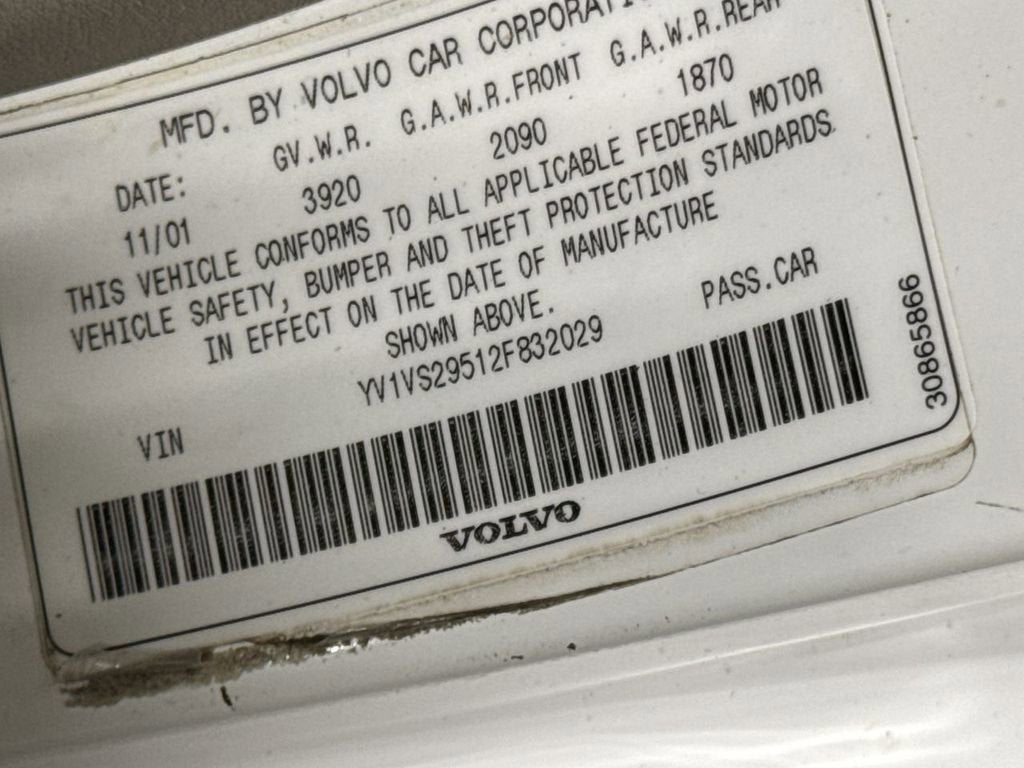 MFD. BY VOLVO CAR
GV.W.R. G.A.W.R.FRONT G.A.W.R.REAR
DATE: 3920 2090 1870
11/01
THIS VEHICLE CONFORMS TO ALL APPLICABLE FEDERAL MOTOR
VEHICLE SAFETY, BUMPER AND THEFT PROTECTION STANDARDS
IN EFFECT ON THE DATE OF MANUFACTURE
SHOWN ABOVE.
YV1VS29512F832029 PASS.CAR
VIN
VOLVO
30865866